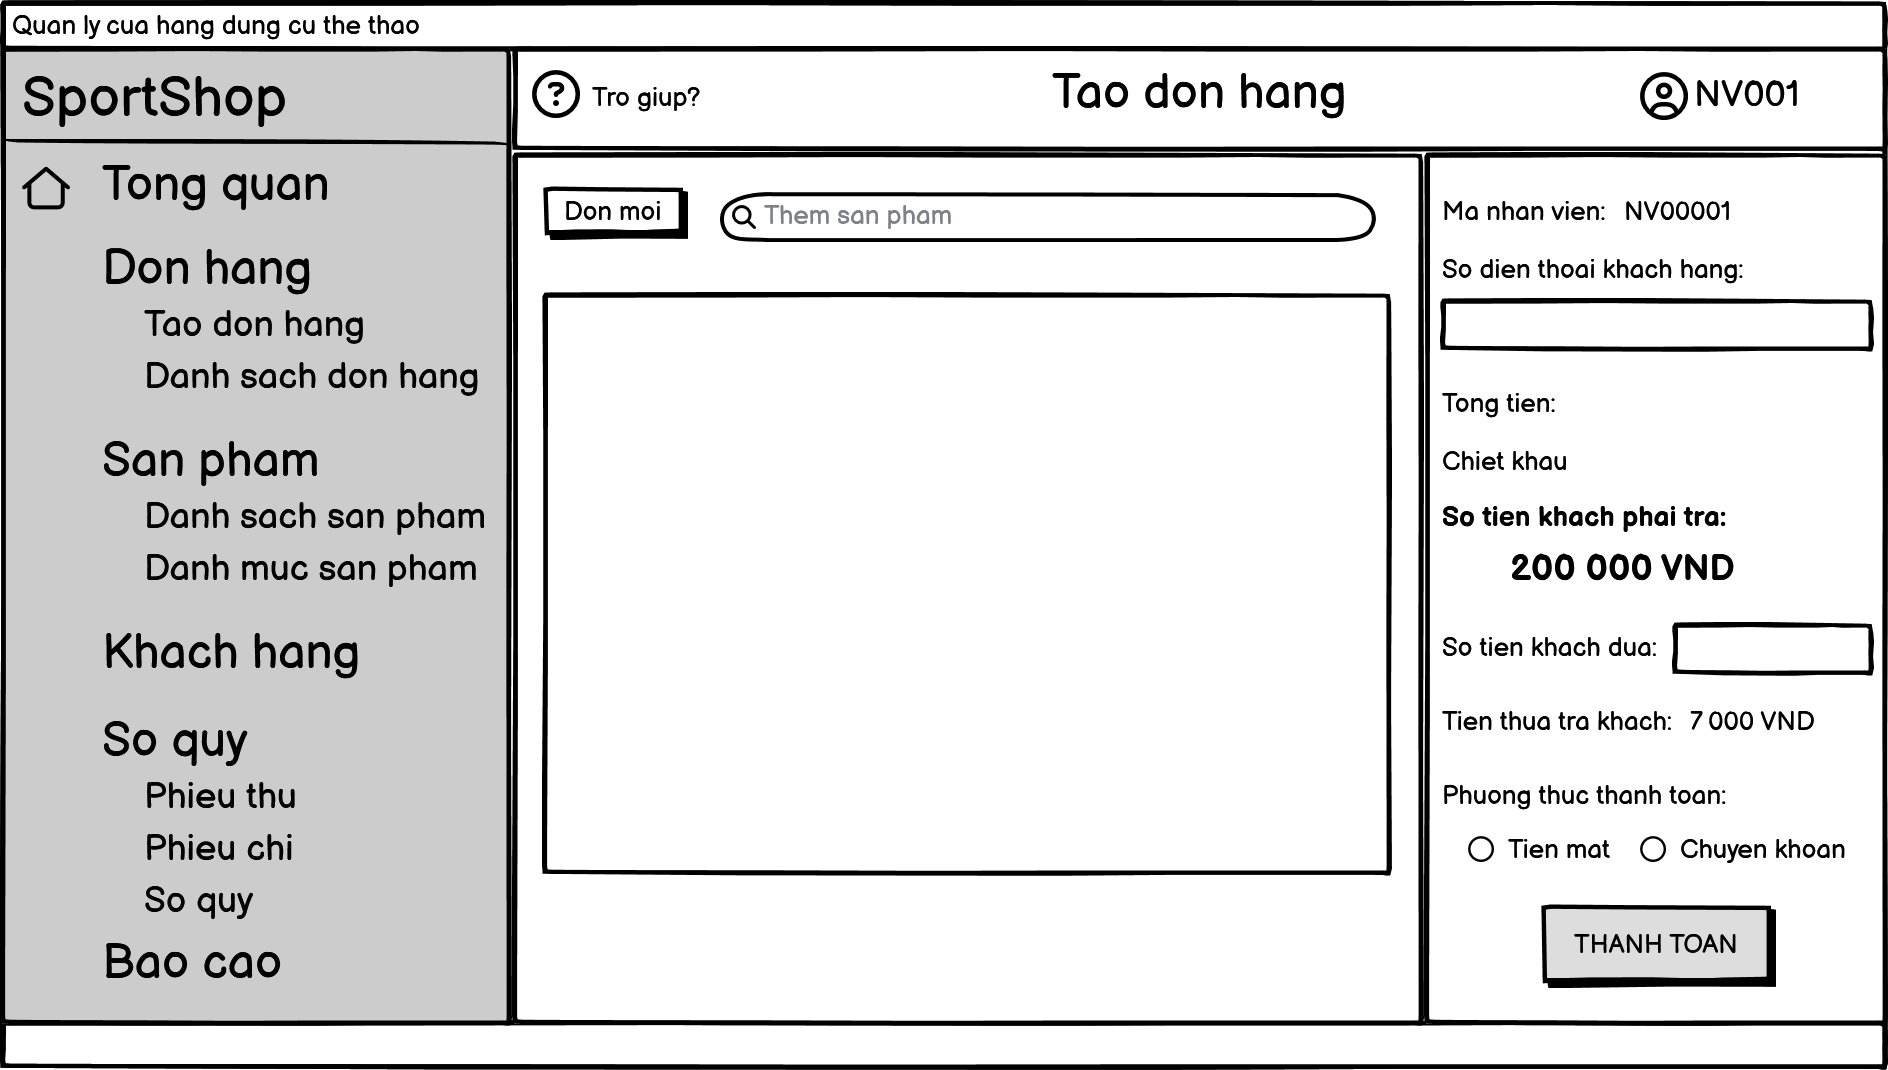 Quan ly cua hang dung cu the thao
SportShop
Tong quan
Don hang
Tao don hang
Danh sach don hang
San pham
Danh sach san pham
Danh muc san pham
Khach hang
So quy
Phieu thu
Phieu chi
So quy
Bao cao
? Tro giup?
Tao don hang
NV001
Don moi
Them san pham
Ma nhan vien: NV00001
So dien thoai khach hang:
Tong tien:
Chiet khau
So tien khach phai tra:
200 000 VND
So tien khach dua:
Tien thua tra khach: 7 000 VND
Phuong thuc thanh toan:
Tien mat Chuyen khoan
THANH TOAN